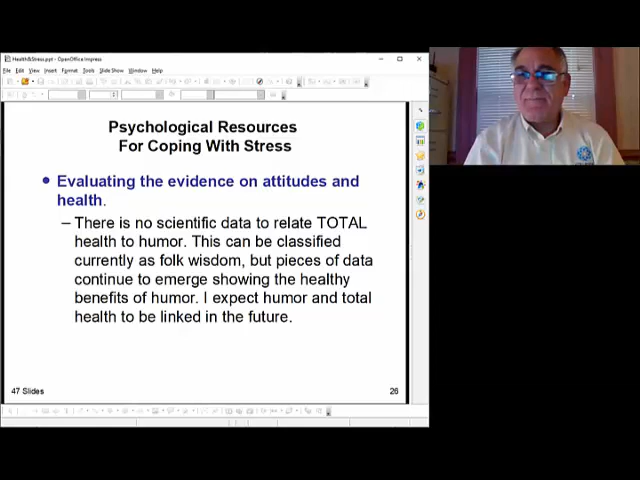 Health&Stress.ppt - OpenOffice Impress
File Edit View Insert Format Tools Slide Show Window Help
Psychological Resources
For Coping With Stress
• Evaluating the evidence on attitudes and
health.
– There is no scientific data to relate TOTAL
health to humor. This can be classified
currently as folk wisdom, but pieces of data
continue to emerge showing the healthy
benefits of humor. I expect humor and total
health to be linked in the future.
47 Slides
26